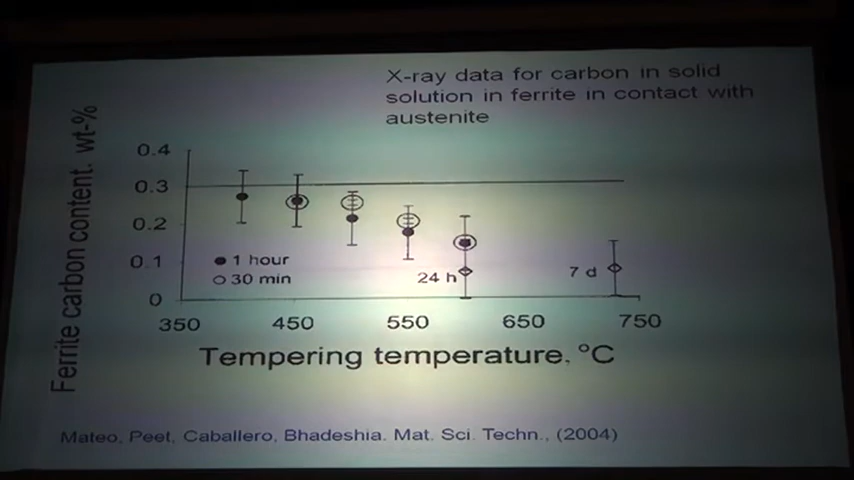 X-ray data for carbon in solid
solution in ferrite in contact with
austenite
Ferrite carbon content. wt-%
0.4
0.3
0.2
0.1
0
1 hour
30 min
24 h
7 d
350 450 550 650 750
Tempering temperature. °C
Mateo, Peet, Caballero, Bhadeshia. Mat. Sci. Techn., (2004)